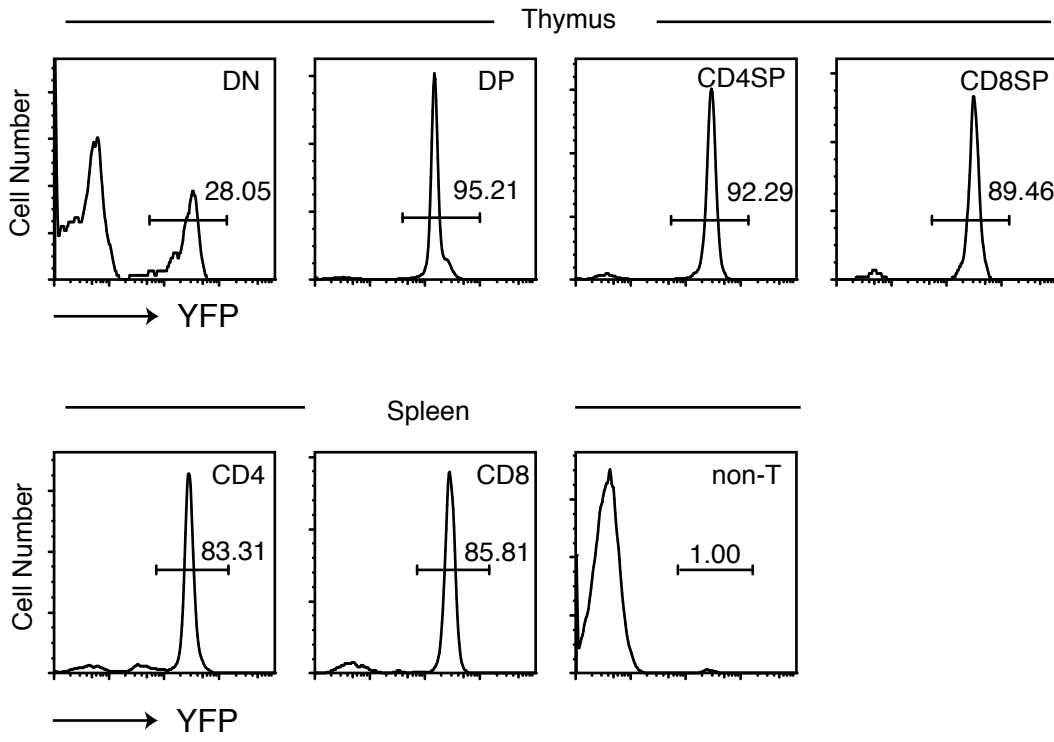 Thymus
DN
DP
CD4SP
CD8SP
Cell Number
28.05
95.21
92.29
89.46
YFP
Spleen
CD4
CD8
non-T
Cell Number
83.31
85.81
1.00
YFP